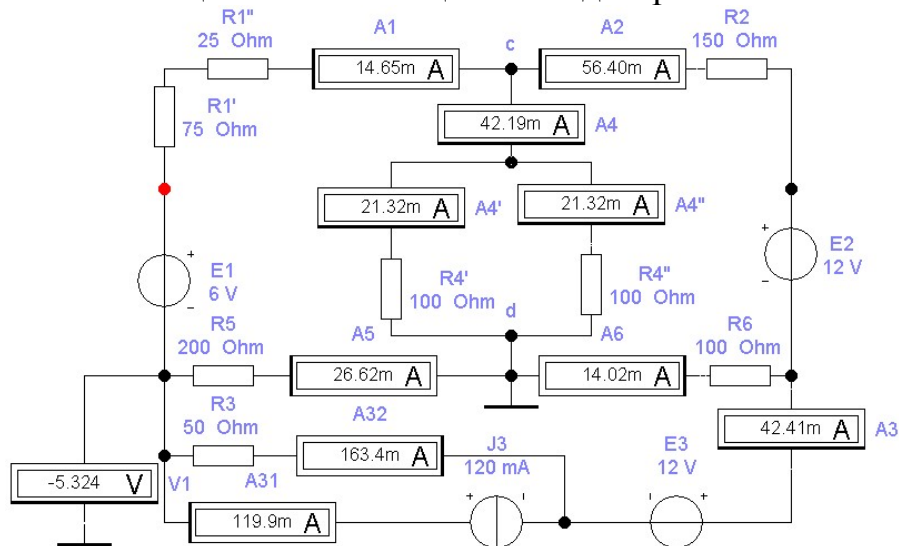 R1" A1 c A2 R2
25 Ohm 150 Ohm
14.65m A 56.40m A
R1'
75 Ohm
42.19m A A4
21.32m A A4' 21.32m A A4"
+ E1
6 V
-
+ E2
12 V
-
R4'
100 Ohm
R4"
100 Ohm
d
R5 A5 A6 R6
200 Ohm 100 Ohm
26.62m A 14.02m A
R3 A32
50 Ohm
42.41m A A3
163.4m A
J3 E3
120 mA 12 V
-5.324 V V1 A31
+ - - +
119.9m A